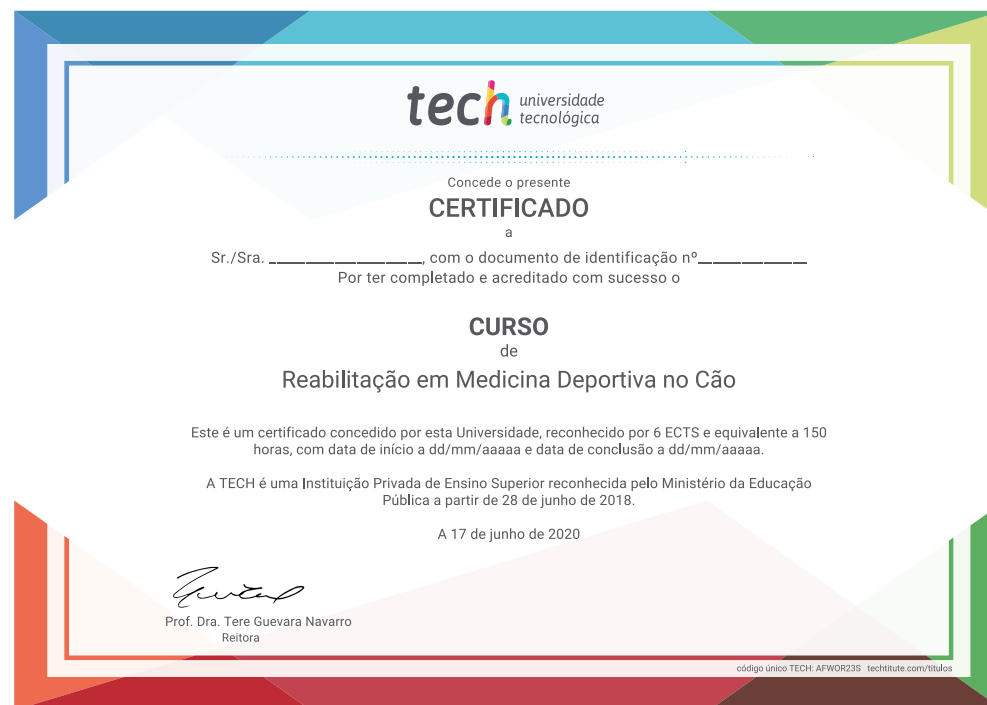 tech universidade
tecnológica
Concede o presente
CERTIFICADO
a
Sr./Sra. ____________________, com o documento de identificação nº______________
Por ter completado e acreditado com sucesso o
CURSO
de
Reabilitação em Medicina Deportiva no Cão
Este é um certificado concedido por esta Universidade, reconhecido por 6 ECTS e equivalente a 150
horas, com data de início a dd/mm/aaaaa e data de conclusão a dd/mm/aaaaa.
A TECH é uma Instituição Privada de Ensino Superior reconhecida pelo Ministério da Educação
Pública a partir de 28 de junho de 2018.
A 17 de junho de 2020
Prof. Dra. Tere Guevara Navarro
Reitora
código único TECH: AFWOR23S techtitute.com/titulos